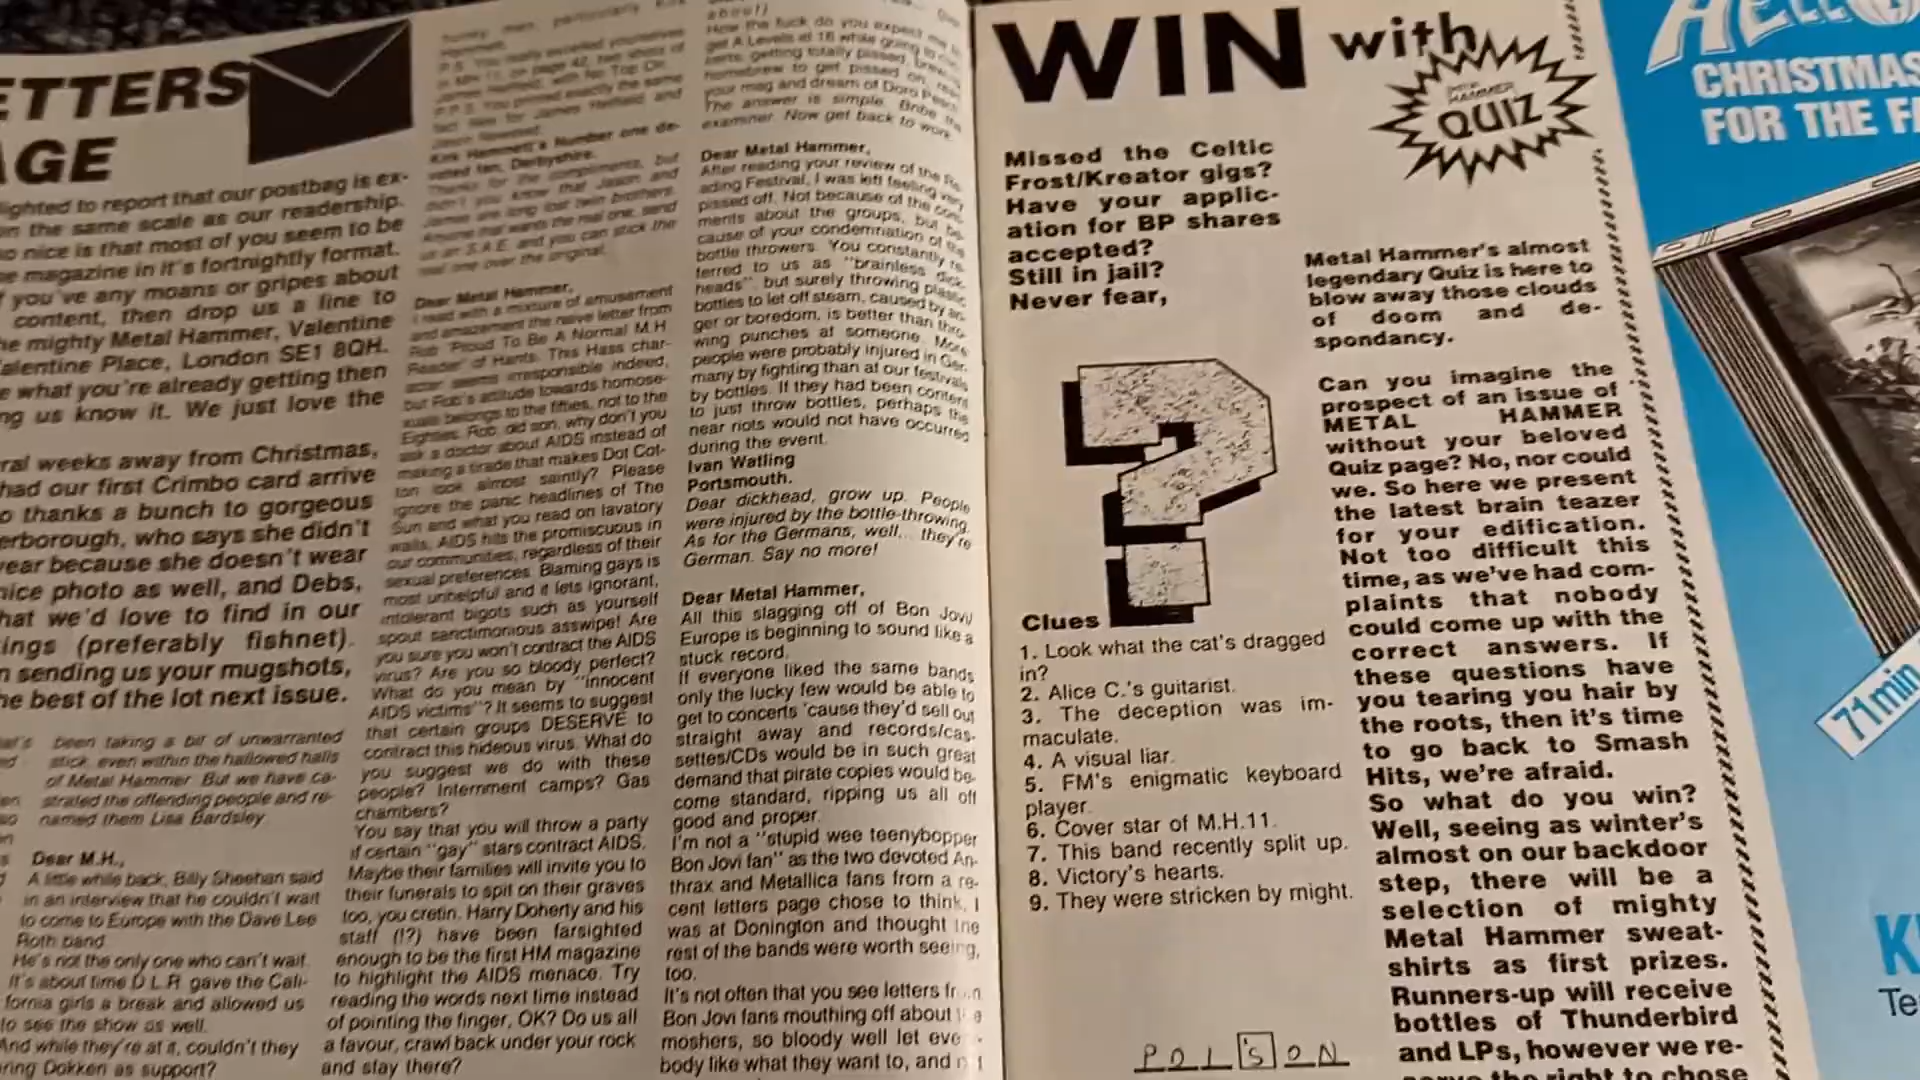 ETTERS
AGE
lighted to report that our postbag is ex-
on the same scale as our readership.
so nice is that most of you seem to be
e magazine in it's fortnightly format.
f you've any moans or gripes about
content, then drop us a line to
he mighty Metal Hammer, Valentine
alentine Place, London SE1 8QH.
e what you're already getting then
ng us know it. We just love the
ral weeks away from Christmas,
had our first Crimbo card arrive
o thanks a bunch to gorgeous
erborough, who says she didn't
ear because she doesn't wear
nice photo as well, and Debs,
hat we'd love to find in our
ings (preferably fishnet).
n sending us your mugshots,
he best of the lot next issue.
been taking a bit of unwarranted
stick, even within the hallowed halls
of Metal Hammer. But we have ca-
strated the offending people and re-
named them Lisa Bardsley.
Dear M.H.,
A little while back, Billy Sheehan said
in an interview that he couldn't wait
to come to Europe with the Dave Lee
Roth band.
He's not the only one who can't wait.
It's about time D.L.R. gave the Cali-
fornia girls a break and allowed us
to see the show as well.
And while they're at it, couldn't they
ring Dokken as support?
P.S. You really excelled yourselves
in MH 11, on page 42, two shots of
James Hetfield, with No Top On.
P.P.S. You printed exactly the same
fact files for James Hetfield and
Jason Newsted.
Kirk Hammett's Number one de-
voted fan, Derbyshire.
Thanks for the compliments, but
didn't you know that Jason and
James are long lost twin brothers.
Anyone that wants the real one, send
us an S.A.E. and you can stick the
real one over the original.
Dear Metal Hammer,
I read with a mixture of amusement
and amazement the naive letter from
Rob 'Proud To Be A Normal M.H.
Reader' of Hants. This Hass char-
acter seems irresponsible indeed,
but Rob's attitude towards homose-
xuals belongs to the fifties, not to the
Eighties. Rob, old son, why don't you
ask a doctor about AIDS instead of
making a tirade that makes Dot Cot-
ton look almost saintly? Please
ignore the panic headlines of The
Sun and what you read on lavatory
walls, AIDS hits the promiscuous in
our communities, regardless of their
sexual preferences. Blaming gays is
most unhelpful and it lets ignorant,
intolerant bigots such as yourself
spout sanctimonious asswipe! Are
you sure you won't contract the AIDS
virus? Are you so bloody perfect?
What do you mean by "innocent
AIDS victims"? It seems to suggest
that certain groups DESERVE to
contract this hideous virus. What do
you suggest we do with these
people? Internment camps? Gas
chambers?
You say that you will throw a party
if certain "gay" stars contract AIDS.
Maybe their families will invite you to
their funerals to spit on their graves
too, you cretin. Harry Doherty and his
staff (!?) have been farsighted
enough to be the first HM magazine
to highlight the AIDS menace. Try
reading the words next time instead
of pointing the finger, OK? Do us all
a favour, crawl back under your rock
and stay there?
about!)
How the fuck do you expect me to
get A Levels at 16 while going to con-
certs, getting totally pissed, brewing
homebrew to get pissed on, read
your mag and dream of Doro Pesch
The answer is simple. Bribe the
examiner. Now get back to work.
Dear Metal Hammer,
After reading your review of the Re-
ading Festival, I was left feeling very
pissed off. Not because of the com-
ments about the groups, but be-
cause of your condemnation of the
bottle throwers. You constantly re-
ferred to us as "brainless dick
heads" but surely throwing plastic
bottles to let off steam, caused by an-
ger or boredom, is better than thro-
wing punches at someone. More
people were probably injured in Ger-
many by fighting than at our festivals
by bottles. If they had been content
to just throw bottles, perhaps the
near riots would not have occurred
during the event.
Ivan Watling
Portsmouth.
Dear dickhead, grow up. People
were injured by the bottle-throwing.
As for the Germans, well... they're
German. Say no more!
Dear Metal Hammer,
All this slagging off of Bon Jovi/
Europe is beginning to sound like a
stuck record.
If everyone liked the same bands
only the lucky few would be able to
get to concerts 'cause they'd sell out
straight away and records/cas-
settes/CDs would be in such great
demand that pirate copies would be-
come standard, ripping us all off
good and proper.
I'm not a "stupid wee teenybopper
Bon Jovi fan" as the two devoted An-
thrax and Metallica fans from a re-
cent letters page chose to think, I
was at Donington and thought the
rest of the bands were worth seeing,
too.
It's not often that you see letters from
Bon Jovi fans mouthing off about
moshers, so bloody well let eve
body like what they want to, and
WIN with
METAL HAMMER
QUIZ
Missed the Celtic
Frost/Kreator gigs?
Have your applic-
ation for BP shares
accepted?
Still in jail?
Never fear,
?
Clues
1. Look what the cat's dragged
in?
2. Alice C.'s guitarist.
3. The deception was im-
maculate.
4. A visual liar.
5. FM's enigmatic keyboard
player.
6. Cover star of M.H.11.
7. This band recently split up.
8. Victory's hearts.
9. They were stricken by might.
POISON
Metal Hammer's almost
legendary Quiz is here to
blow away those clouds
of doom and de-
spondancy.
Can you imagine the
prospect of an issue of
METAL HAMMER
without your beloved
Quiz page? No, nor could
we. So here we present
the latest brain teazer
for your edification.
Not too difficult this
time, as we've had com-
plaints that nobody
could come up with the
correct answers. If
these questions have
you tearing you hair by
the roots, then it's time
to go back to Smash
Hits, we're afraid.
So what do you win?
Well, seeing as winter's
almost on our backdoor
step, there will be a
selection of mighty
Metal Hammer sweat-
shirts as first prizes.
Runners-up will receive
bottles of Thunderbird
and LPs, however we re-
serve the right to chose
HELLO
CHRISTMAS
FOR THE FA
71min
K
Te